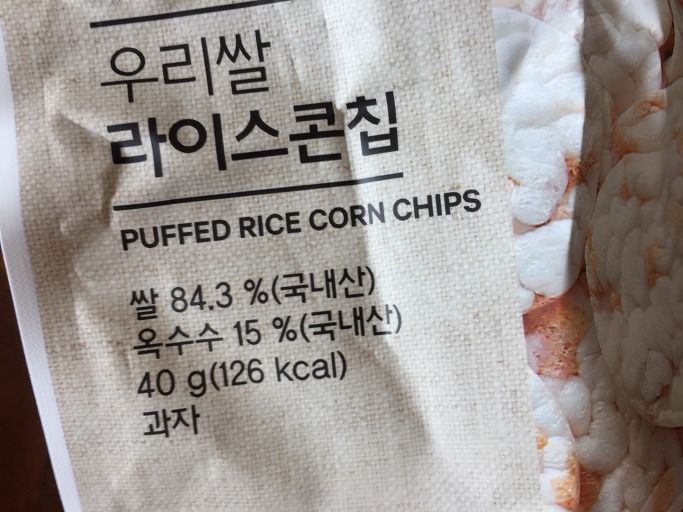 우리쌀
라이스콘칩
PUFFED RICE CORN CHIPS
쌀 84.3 %(국내산)
옥수수 15 %(국내산)
40 g(126 kcal)
과자